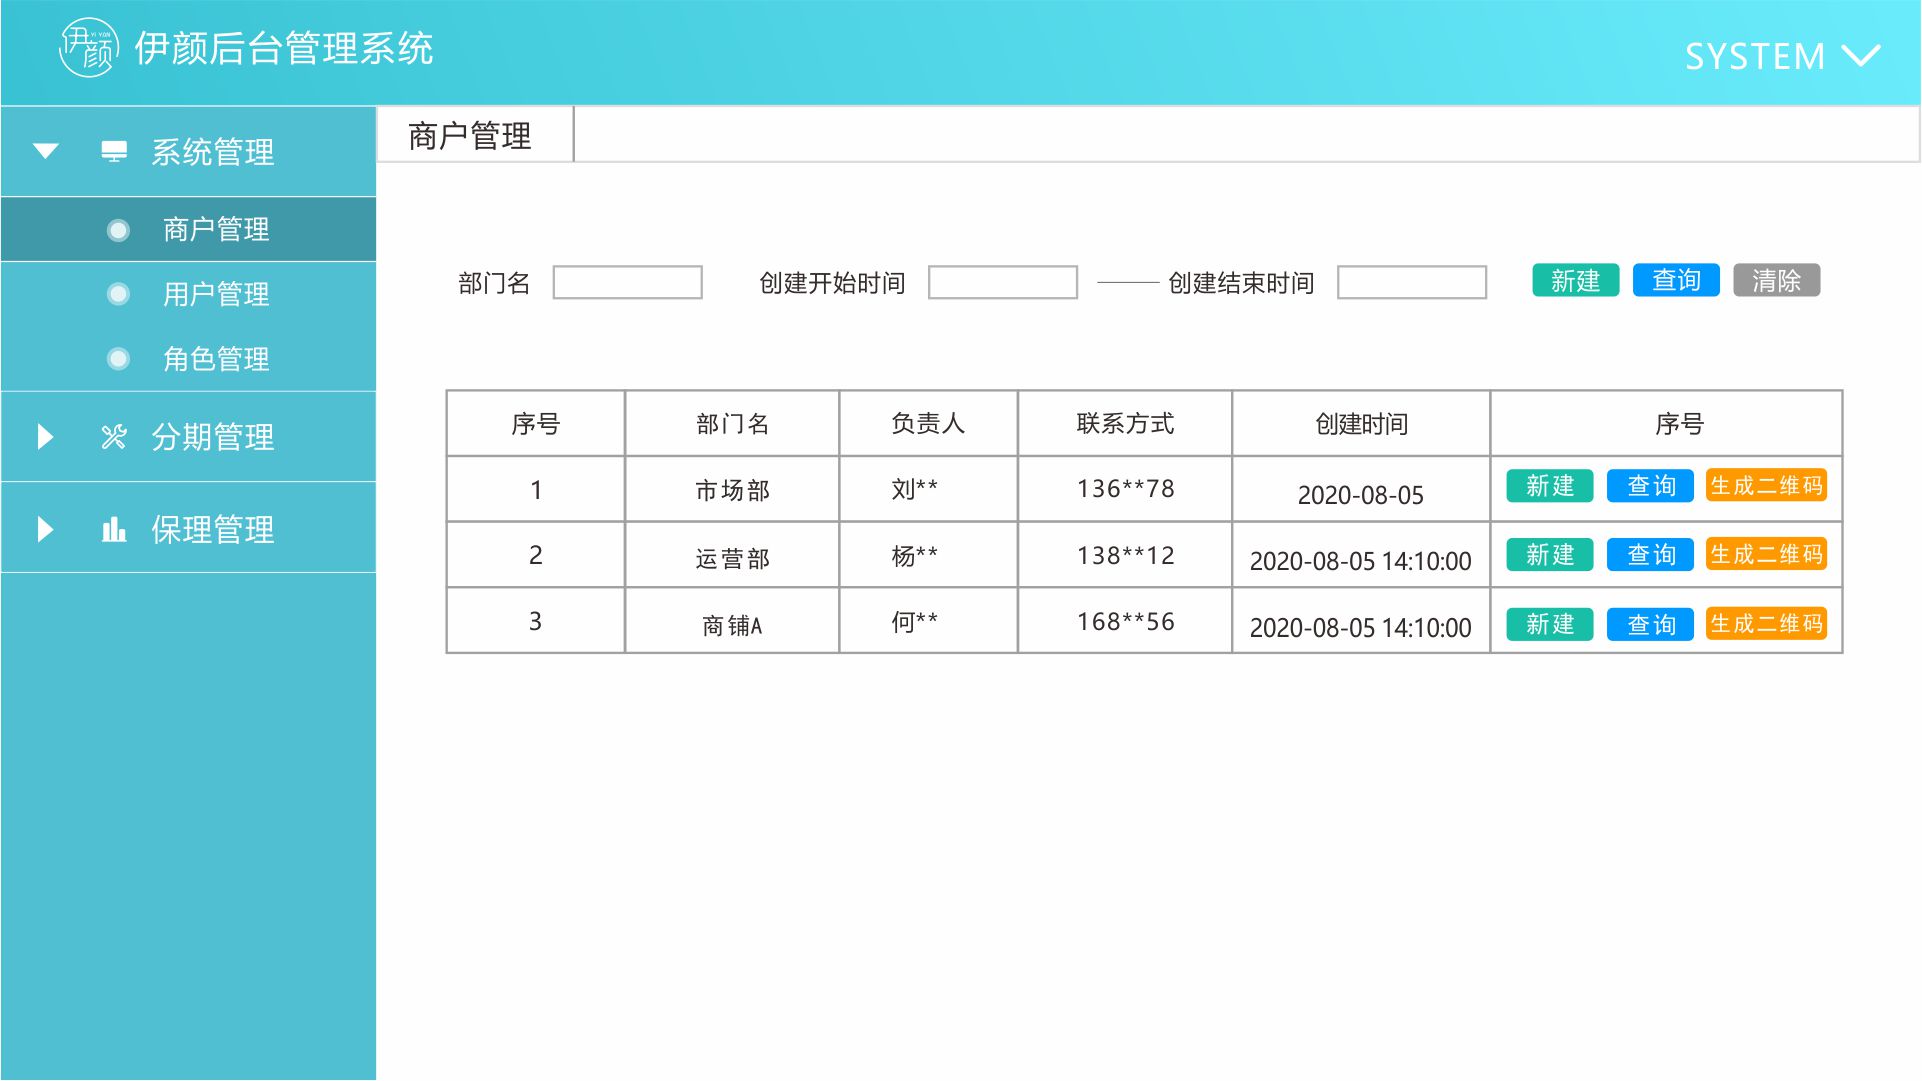 伊颜 YI YAN
伊颜后台管理系统
SYSTEM
系统管理
商户管理
用户管理
角色管理
分期管理
保理管理
商户管理
部门名 创建开始时间 创建结束时间 新建 查询 清除
序号 部门名 负责人 联系方式 创建时间 序号
1 市场部 刘** 136**78 2020-08-05 新建 查询 生成二维码
2 运营部 杨** 138**12 2020-08-05 14:10:00 新建 查询 生成二维码
3 商铺A 何** 168**56 2020-08-05 14:10:00 新建 查询 生成二维码